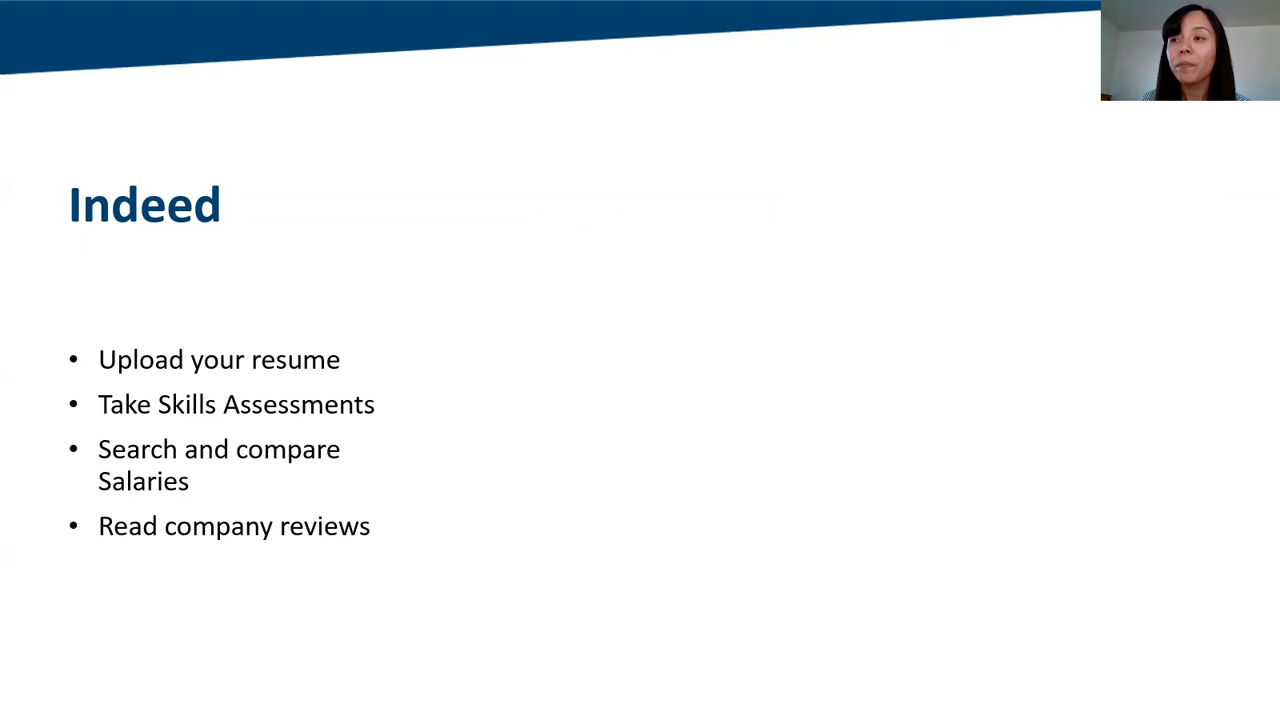 Indeed
• Upload your resume
• Take Skills Assessments
• Search and compare
Salaries
• Read company reviews